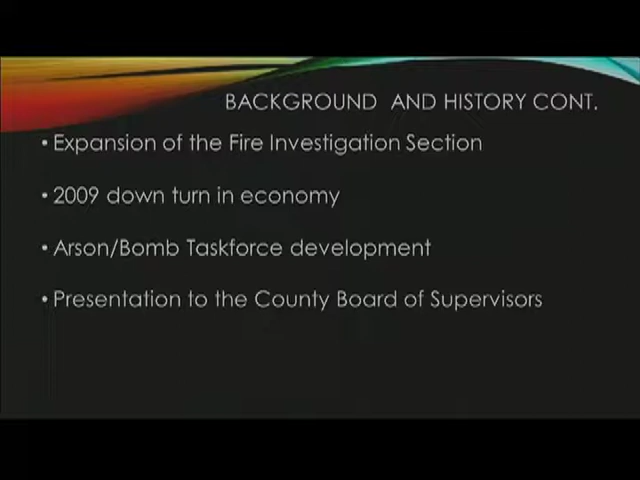 BACKGROUND AND HISTORY CONT.
• Expansion of the Fire Investigation Section
• 2009 down turn in economy
• Arson/Bomb Taskforce development
• Presentation to the County Board of Supervisors